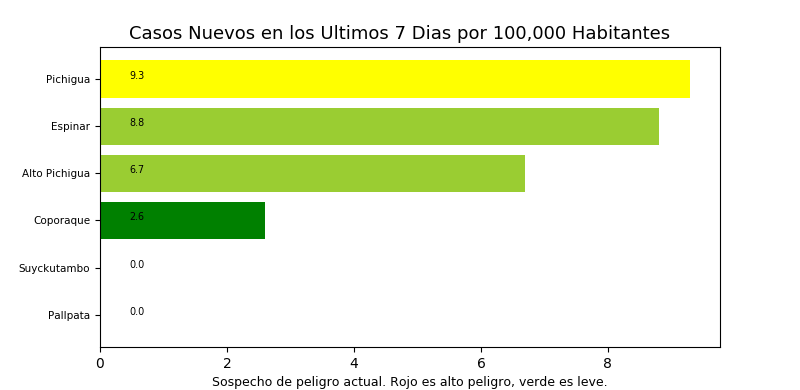 Casos Nuevos en los Ultimos 7 Dias por 100,000 Habitantes
Pichigua 9.3
Espinar 8.8
Alto Pichigua 6.7
Coporaque 2.6
Suyckutambo 0.0
Pallpata 0.0
0 2 4 6 8
Sospecho de peligro actual. Rojo es alto peligro, verde es leve.